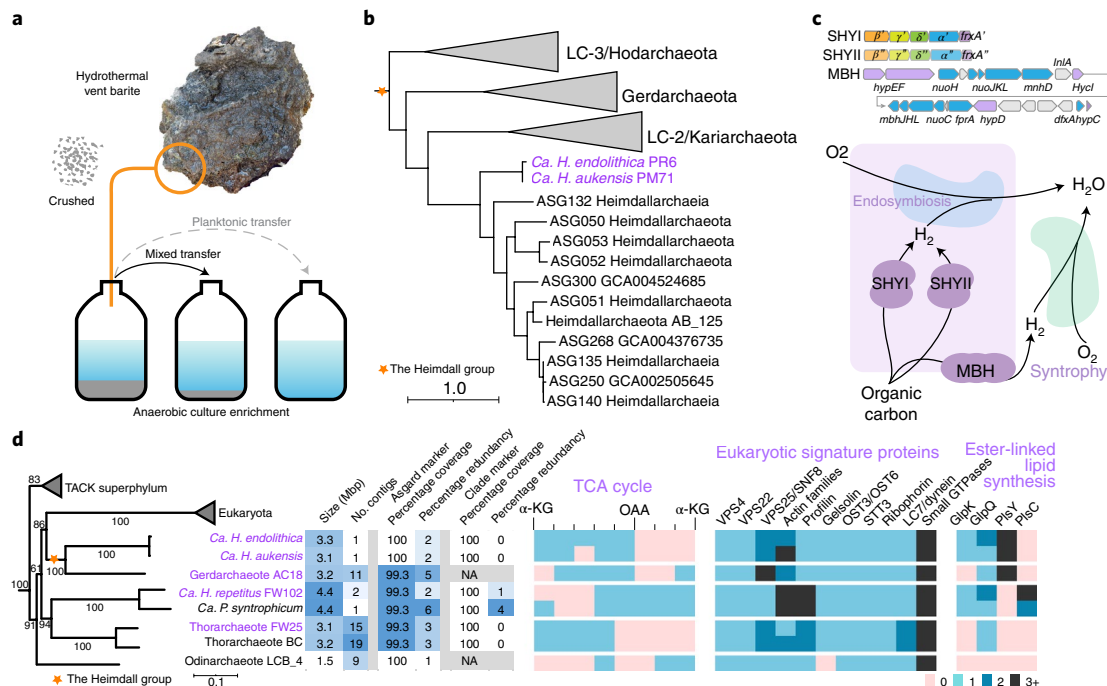 a
Hydrothermal
vent barite
Crushed
Planktonic transfer
Mixed transfer
Anaerobic culture enrichment
b
LC-3/Hodarchaeota
Gerdarchaeota
LC-2/Kariarchaeota
Ca. H. endolithica PR6
Ca. H. aukensis PM71
ASG132 Heimdallarchaeia
ASG050 Heimdallarchaeota
ASG053 Heimdallarchaeota
ASG052 Heimdallarchaeota
ASG300 GCA004524685
ASG051 Heimdallarchaeota
Heimdallarchaeota AB_125
ASG268 GCA004376735
ASG135 Heimdallarchaeia
ASG250 GCA002505645
ASG140 Heimdallarchaeia
The Heimdall group
1.0
c
SHYI β' γ' δ' α' frxA'
SHYII β" γ" δ" α" frxA"
InIA
MBH
hypEF nuoH nuoJKL mnhD HycI
mbhJHL nuoC fprA hypD dfxA hypC
O2
Endosymbiosis
H2O
H2
SHYI
SHYII
H2
O2
MBH
Syntrophy
Organic
carbon
d
83
TACK superphylum
86
100
Eukaryota
100
100
61
100
100
94
91
100
The Heimdall group
0.1
Size (Mbp)
No. contigs
Asgard marker
Percentage coverage
Percentage redundancy
Clade marker
Percentage coverage
Percentage redundancy
Ca. H. endolithica 3.3 1 100 2 100 0
Ca. H. aukensis 3.1 1 100 2 100 0
Gerdarchaeote AC18 3.2 11 99.3 5 NA
Ca. H. repetitus FW102 4.4 2 99.3 2 100 1
Ca. P. syntrophicum 4.4 1 99.3 6 100 4
Thorarchaeote FW25 3.1 15 99.3 3 100 0
Thorarchaeote BC 3.2 19 99.3 3 100 0
Odinarchaeote LCB_4 1.5 9 100 1 NA
TCA cycle
α-KG OAA α-KG
Eukaryotic signature proteins
VPS4
VPS22
VPS25/SNF8
Actin families
Profilin
Gelsolin
OST3/OST6
STT3
Ribophorin
LC7/dynein
Small GTPases
Ester-linked
lipid
synthesis
GlpK
GlpQ
PlsY
PlsC
0 1 2 3+